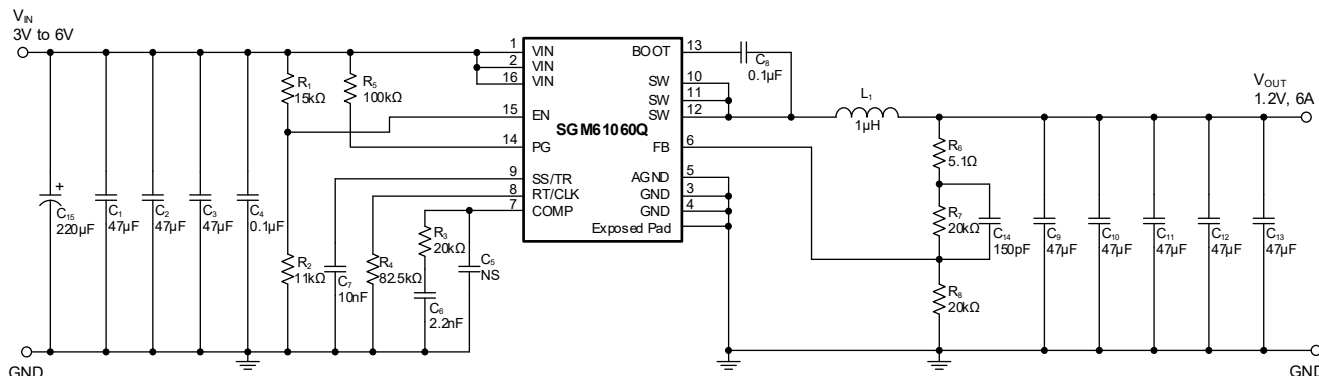 VIN
3V to 6V
R1
15kΩ
R5
100kΩ
1
2
16
15
14
9
8
7
VIN
VIN
VIN
EN
PG
SS/TR
RT/CLK
COMP
SGM61060Q
BOOT
SW
SW
SW
FB
AGND
GND
GND
Exposed Pad
13
10
11
12
6
5
3
4
C8
0.1μF
L1
1μH
VOUT
1.2V, 6A
R6
5.1Ω
R7
20kΩ
C14
150pF
R8
20kΩ
+
C15
220μF
C1
47μF
C2
47μF
C3
47μF
C4
0.1μF
R2
11kΩ
C7
10nF
R4
82.5kΩ
R3
20kΩ
C6
2.2nF
C5
NS
C9
47μF
C10
47μF
C11
47μF
C12
47μF
C13
47μF
GND
GND